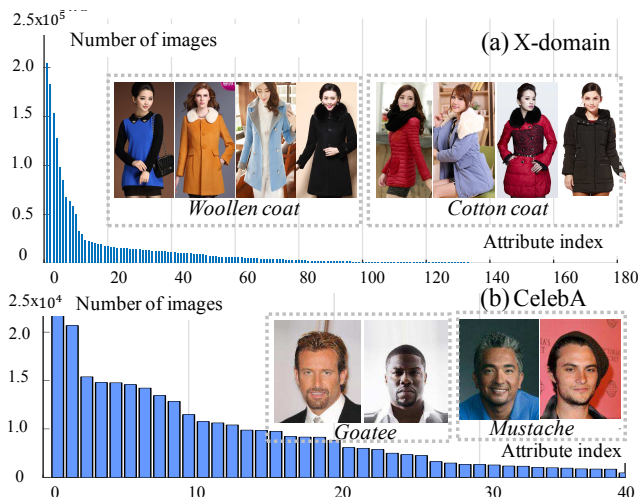 2.5x10⁵
Number of images
(a) X-domain
2.0
1.5
1.0
0.5
0
Woollen coat
Cotton coat
Attribute index
0 20 40 60 80 100 120 140 160 180
2.5x10⁴
Number of images
(b) CelebA
2.0
1.5
1.0
0
Goatee
Mustache
Attribute index
0 10 20 30 40